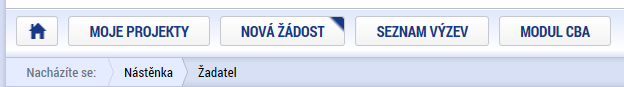 MOJE PROJEKTY NOVÁ ŽÁDOST SEZNAM VÝZEV MODUL CBA
Nacházíte se: Nástěnka Žadatel